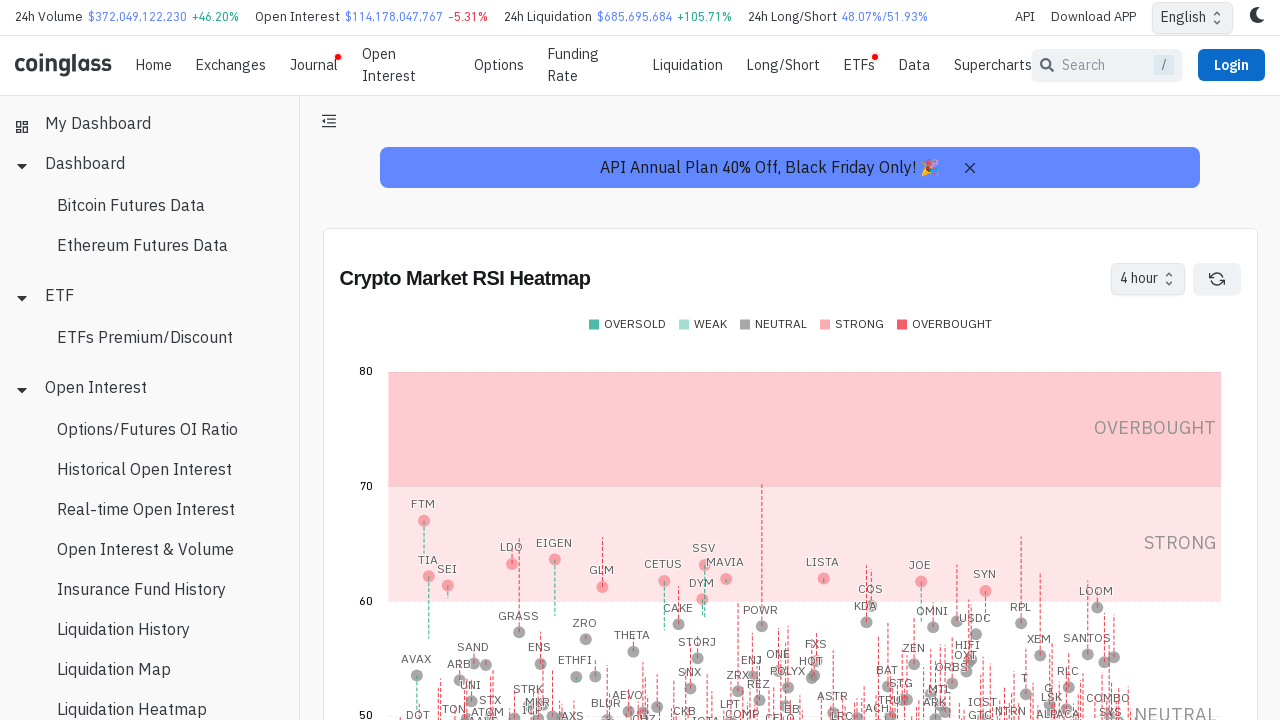 24h Volume $372,049,122,230 +46.20% Open Interest $114,178,047,767 -5.31% 24h Liquidation $685,695,684 +105.71% 24h Long/Short 48.07%/51.93% API Download APP English
coinglass Home Exchanges Journal Open Interest Options Funding Rate Liquidation Long/Short ETFs Data Supercharts Search / Login
My Dashboard
Dashboard
Bitcoin Futures Data
Ethereum Futures Data
ETF
ETFs Premium/Discount
Open Interest
Options/Futures OI Ratio
Historical Open Interest
Real-time Open Interest
Open Interest & Volume
Insurance Fund History
Liquidation History
Liquidation Map
Liquidation Heatmap
API Annual Plan 40% Off, Black Friday Only! 🎉
Crypto Market RSI Heatmap
4 hour
OVERSOLD WEAK NEUTRAL STRONG OVERBOUGHT
80
OVERBOUGHT
70
FTM
STRONG
LDO EIGEN SSV
TIA SEI GLM CETUS MAVIA LISTA JOE SYN
DYM COS LOOM
60
CAKE POWR KDA OMNI RPL
GRASS ZRO USDC
THETA XEM SANTOS
SAND ENS STORJ FXS ZEN HIFI
AVAX ARB ETHFI ENJ ONE HOT OXT
SNX ZRX POLYX BAT ORBS RLC
UNI STRK REZ STG MTL T
STX MKR BLUR AEVO LPT ASTR TRU ARK IOST LSK COMBO
DOT TON ATOM CKB COMP LRC ACH GTC NTRN ALPACA
50
NEUTRAL